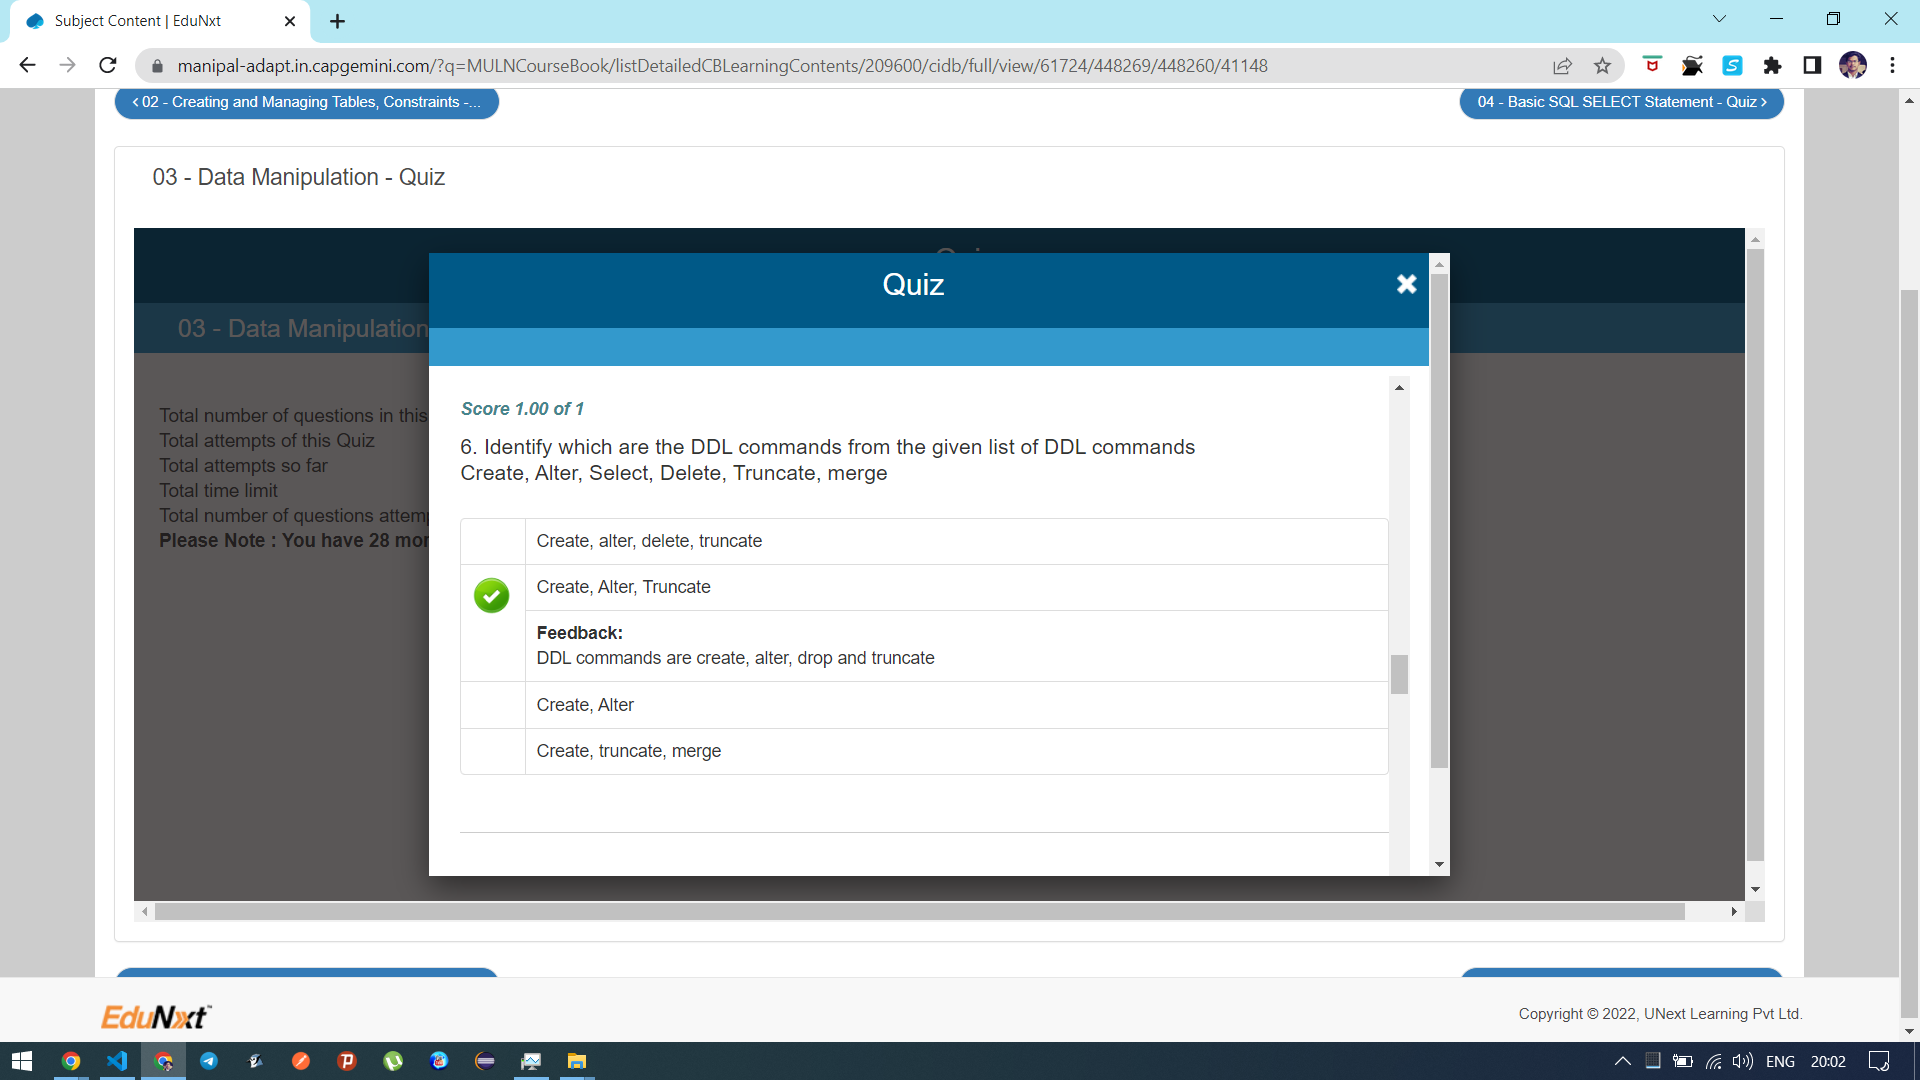 Subject Content | EduNxt
manipal-adapt.in.capgemini.com/?q=MULNCourseBook/listDetailedCBLearningContents/209600/cidb/full/view/61724/448269/448260/41148
‹ 02 - Creating and Managing Tables, Constraints -...
04 - Basic SQL SELECT Statement - Quiz ›
03 - Data Manipulation - Quiz
Quiz
03 - Data Manipulation
Total number of questions in this
Total attempts of this Quiz
Total attempts so far
Total time limit
Total number of questions attem
Please Note : You have 28 mor
Score 1.00 of 1
6. Identify which are the DDL commands from the given list of DDL commands
Create, Alter, Select, Delete, Truncate, merge
Create, alter, delete, truncate
Create, Alter, Truncate
Feedback:
DDL commands are create, alter, drop and truncate
Create, Alter
Create, truncate, merge
EduNxt™
Copyright © 2022, UNext Learning Pvt Ltd.
ENG
20:02